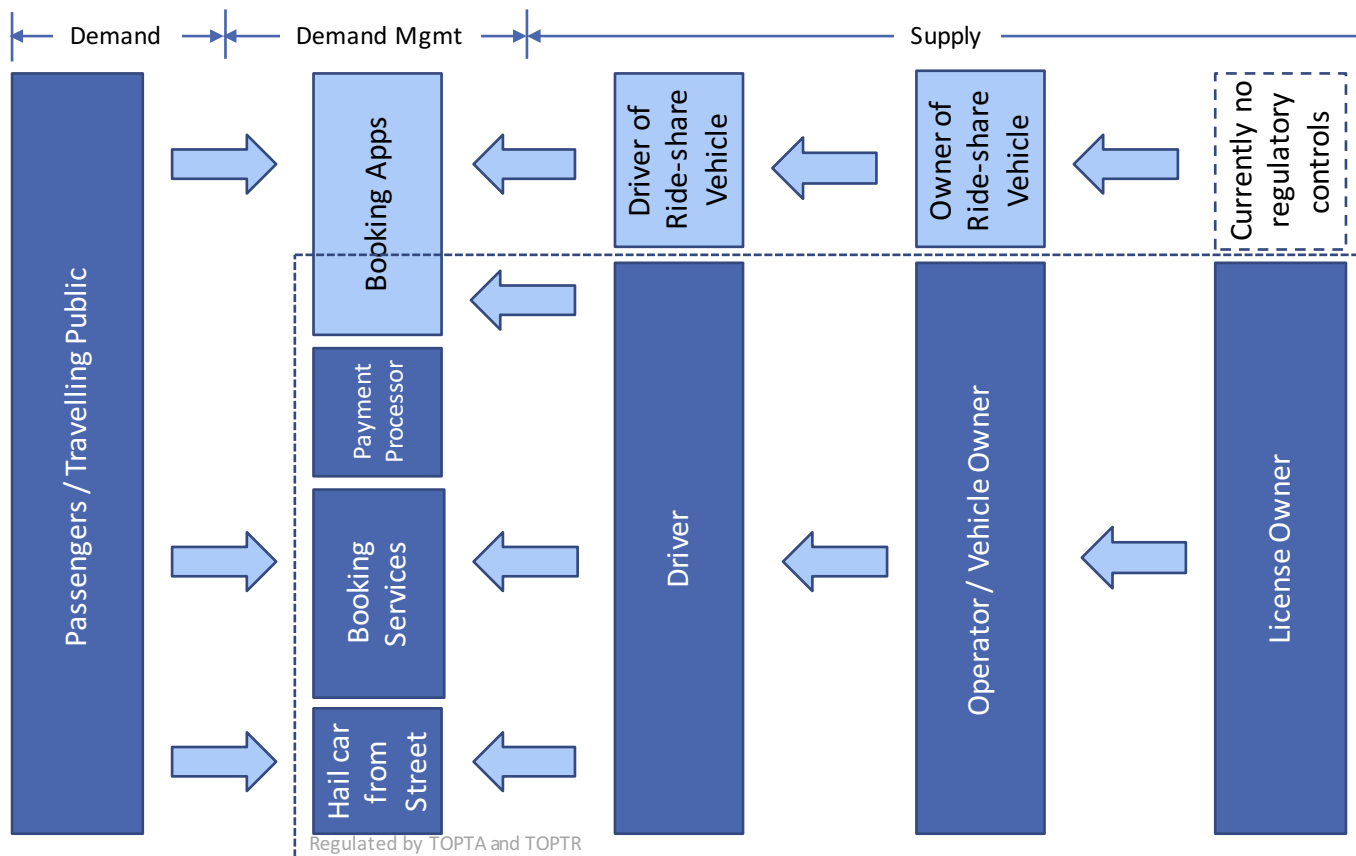 Demand
Demand Mgmt
Supply
Passengers / Travelling Public
Booking Apps
Driver of
Ride-share
Vehicle
Owner of
Ride-share
Vehicle
Currently no
regulatory
controls
Payment
Processor
Booking
Services
Hail car
from
Street
Driver
Operator / Vehicle Owner
License Owner
Regulated by TOPTA and TOPTR